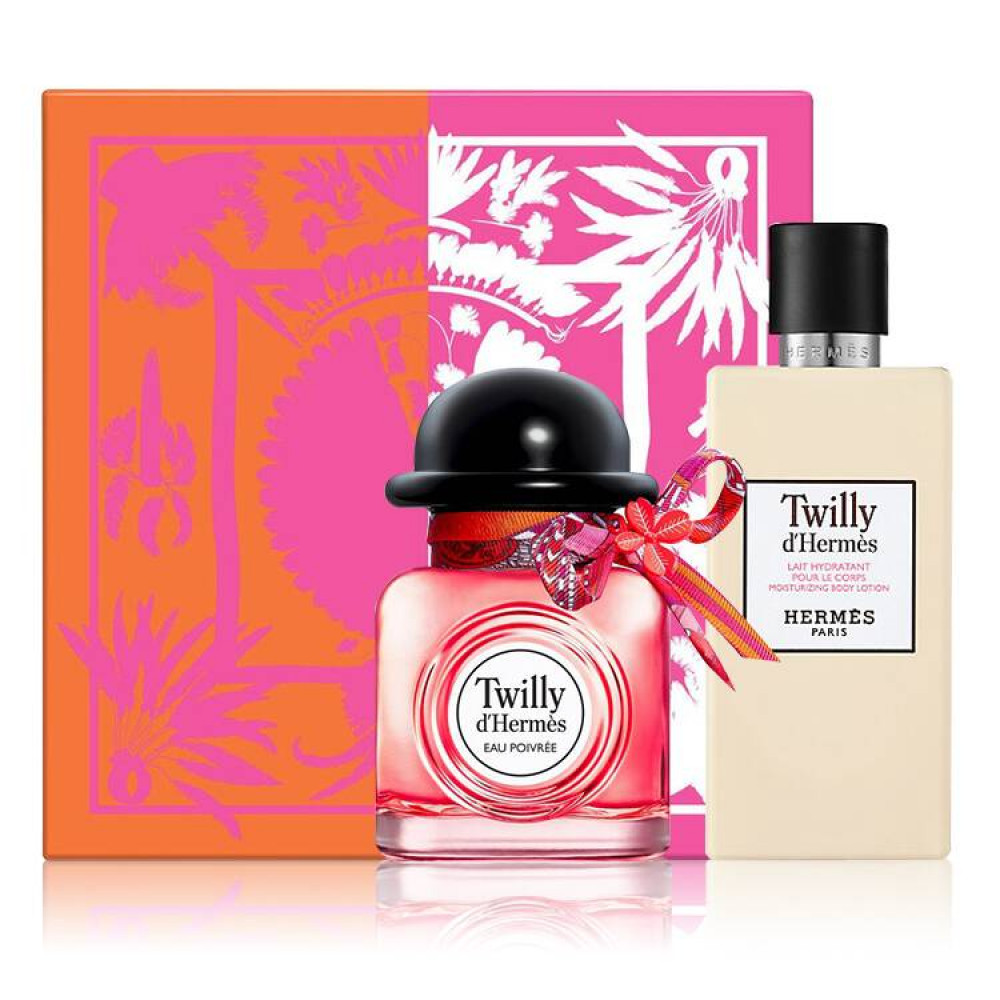 Twilly
d'Hermès
EAU POIVRÉE
HERMÈS
Twilly
d'Hermès
LAIT HYDRATANT
POUR LE CORPS
MOISTURIZING BODY LOTION
HERMÈS
PARIS